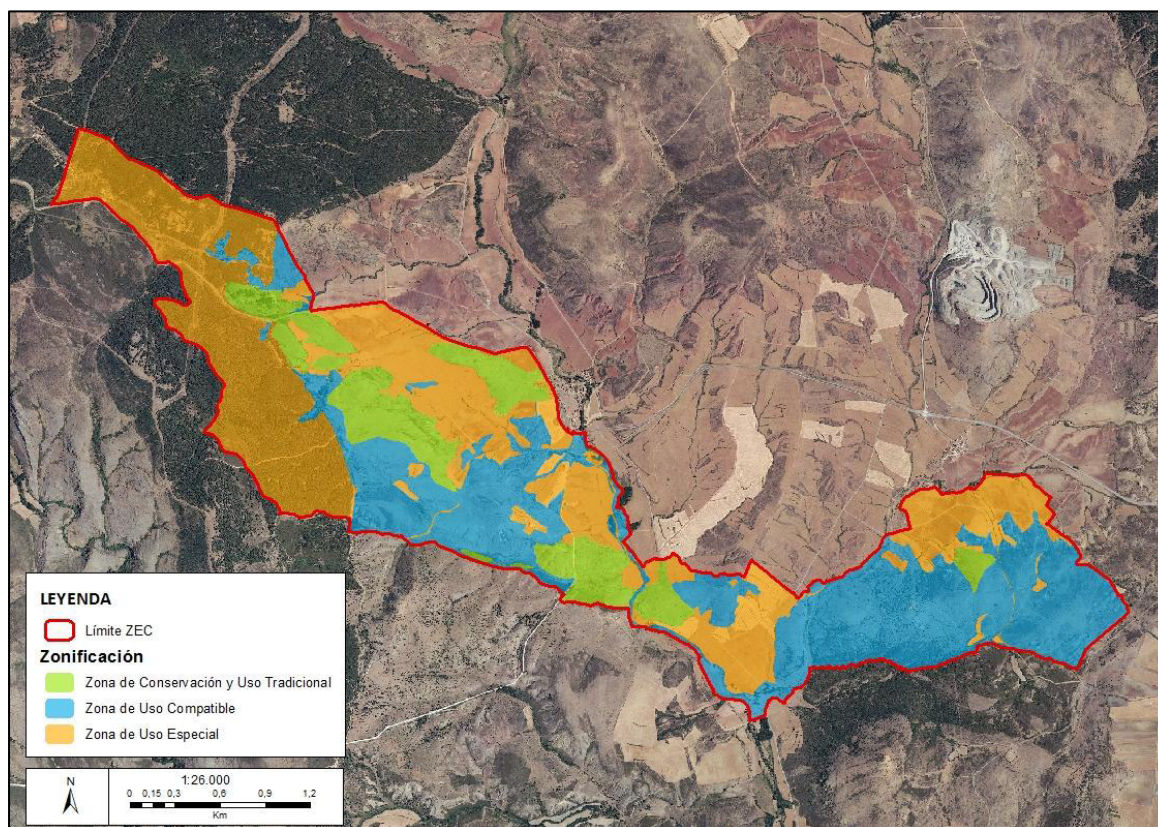 LEYENDA
Límite ZEC
Zonificación
Zona de Conservación y Uso Tradicional
Zona de Uso Compatible
Zona de Uso Especial
N
1:26.000
0 0,15 0,3 0,6 0,9 1,2
Km